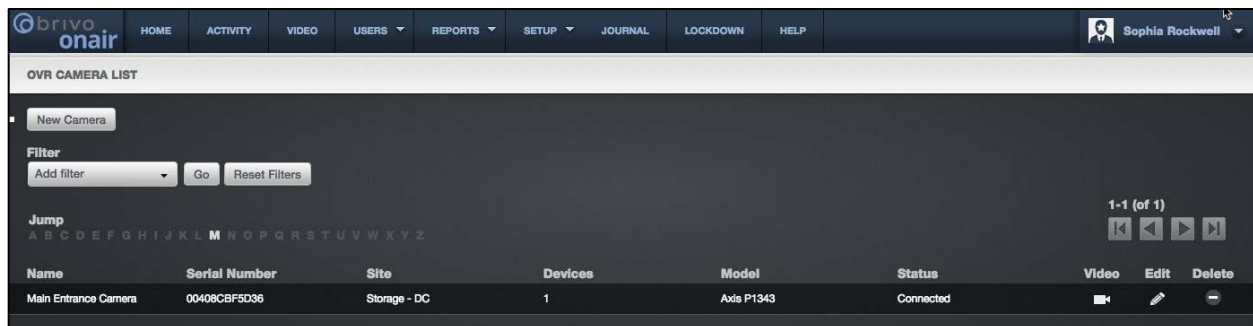 brivo onair HOME ACTIVITY VIDEO USERS REPORTS SETUP JOURNAL LOCKDOWN HELP Sophia Rockwell
OVR CAMERA LIST
New Camera
Filter
Add filter Go Reset Filters
1-1 (of 1)
Jump
A B C D E F G H I J K L M N O P Q R S T U V W X Y Z
Name Serial Number Site Devices Model Status Video Edit Delete
Main Entrance Camera 00408CBF5D36 Storage - DC 1 Axis P1343 Connected